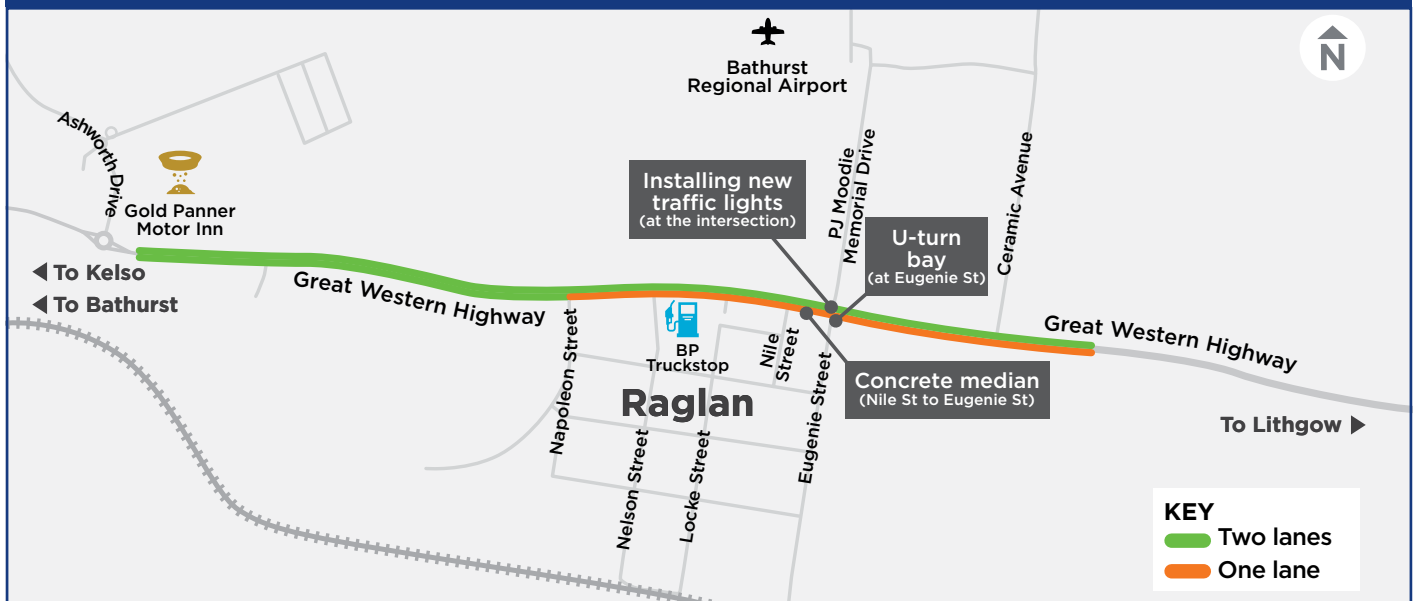 N
Bathurst
Regional Airport
Ashworth Drive
Gold Panner
Motor Inn
PJ Moodie
Memorial Drive
Ceramic Avenue
Installing new
traffic lights
(at the intersection)
U-turn
bay
(at Eugenie St)
To Kelso
To Bathurst
Great Western Highway
Great Western Highway
Napoleon Street
BP
Truckstop
Nile
Street
Eugenie Street
Concrete median
(Nile St to Eugenie St)
Raglan
To Lithgow
Nelson Street
Locke Street
KEY
Two lanes
One lane